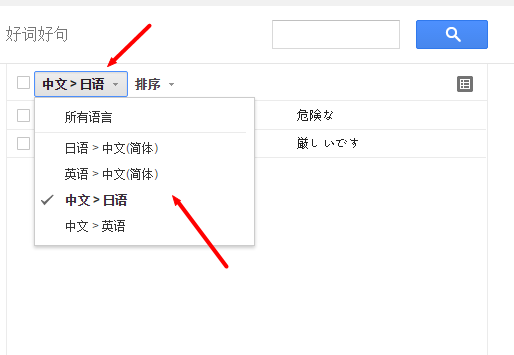 好词好句
中文 > 日语 排序
所有语言 危険な
日语 > 中文(简体) 厳しいです
英语 > 中文(简体)
中文 > 日语
中文 > 英语